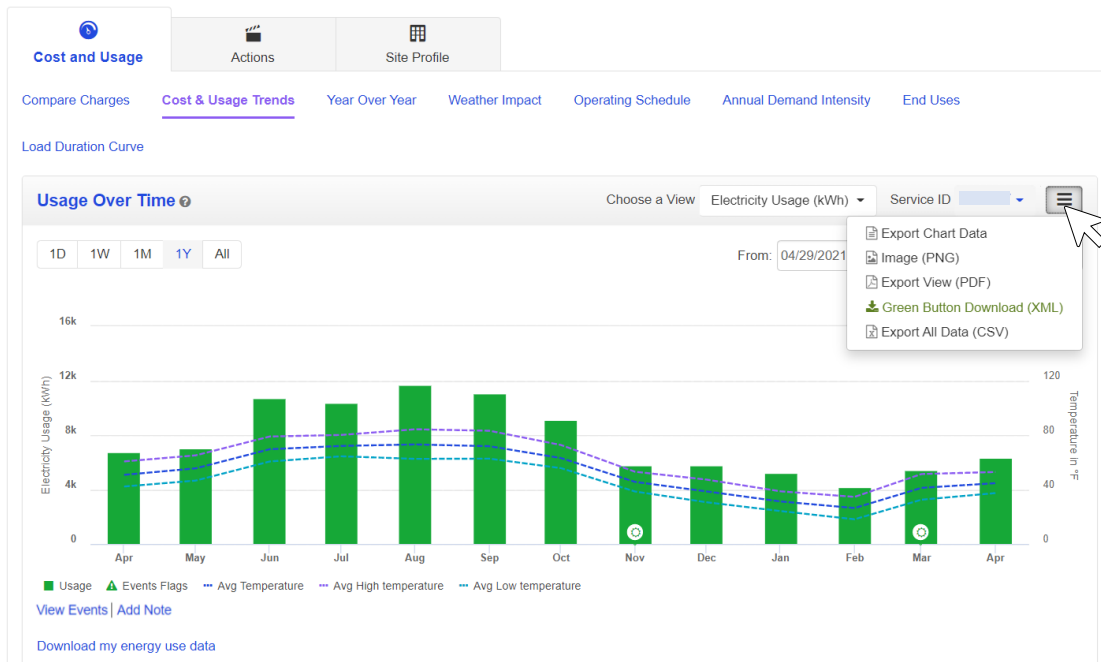 Cost and Usage
Actions
Site Profile
Compare Charges Cost & Usage Trends Year Over Year Weather Impact Operating Schedule Annual Demand Intensity End Uses
Load Duration Curve
Usage Over Time ?
Choose a View Electricity Usage (kWh) Service ID
Export Chart Data
Image (PNG)
Export View (PDF)
Green Button Download (XML)
Export All Data (CSV)
1D 1W 1M 1Y All
From: 04/29/2021
16k
12k
8k
4k
0
Electricity Usage (kWh)
120
80
40
0
Temperature in °F
Apr May Jun Jul Aug Sep Oct Nov Dec Jan Feb Mar Apr
Usage Events Flags Avg Temperature Avg High temperature Avg Low temperature
View Events | Add Note
Download my energy use data